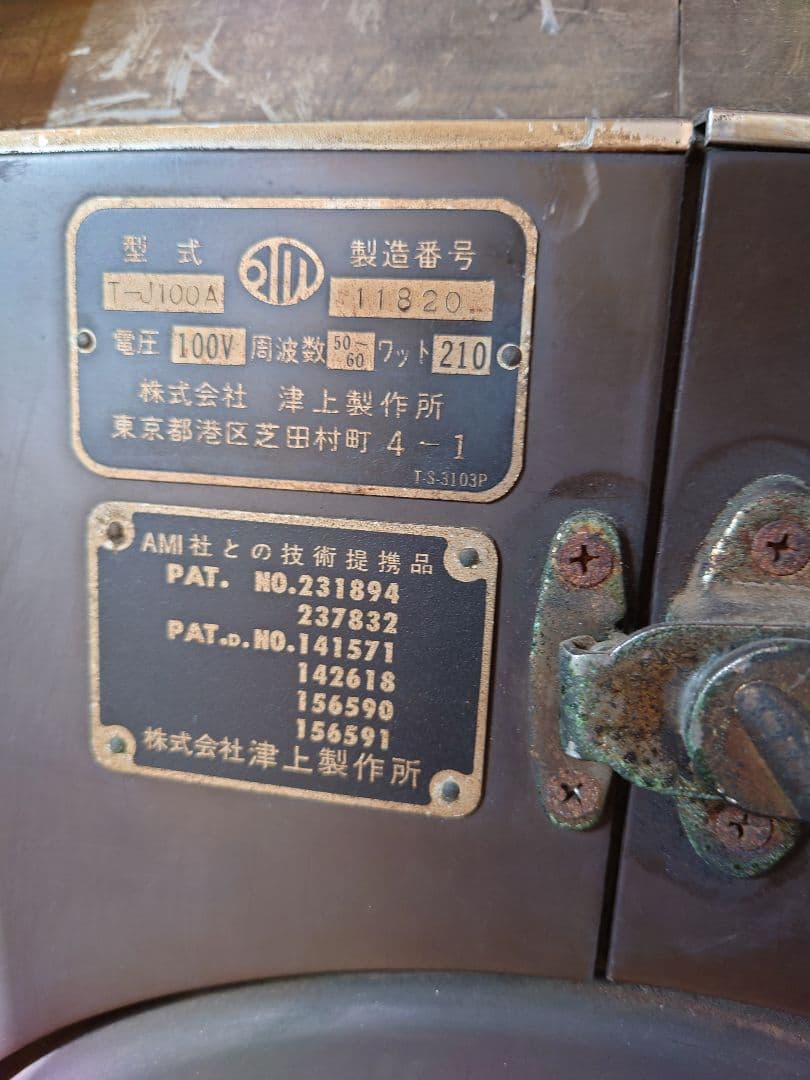 型式 製造番号
T-J100A 11820
電圧 100V 周波数 50~60 ワット 210
株式会社 津上製作所
東京都港区芝田村町 4-1
T-S-3103P
AMI社との技術提携品
PAT. NO.231894
237832
PAT.D.NO.141571
142618
156590
156591
株式会社津上製作所